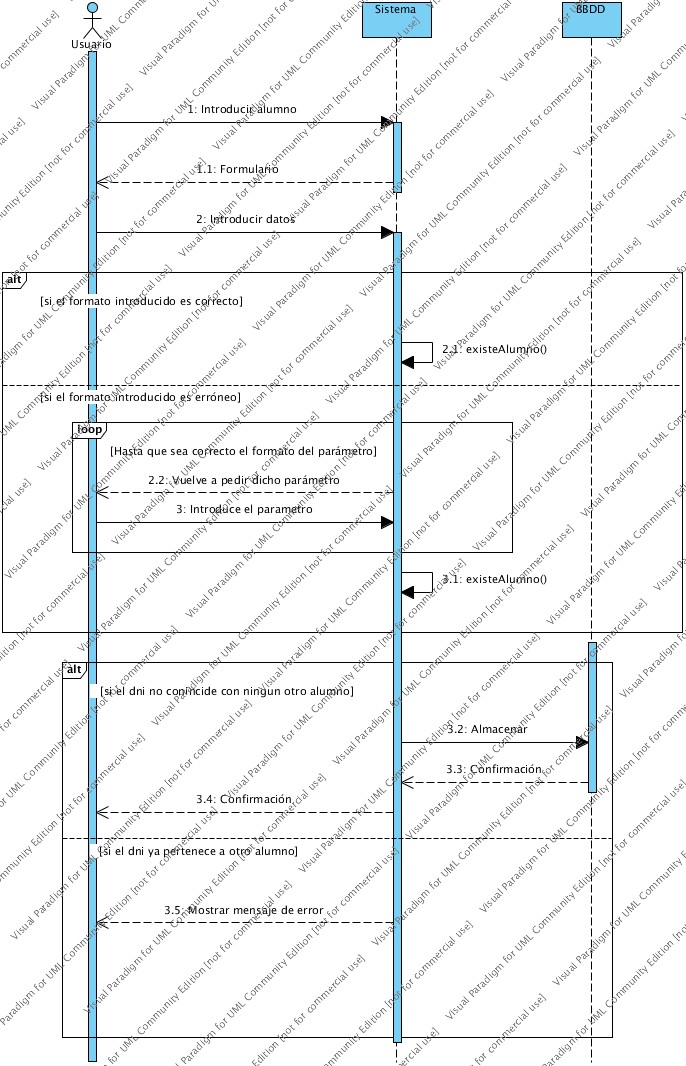 Sistema
BBDD
Usuario
1: Introducir alumno
1.1: Formulario
2: Introducir datos
alt
[si el formato introducido es correcto]
2.1: existeAlumno()
[si el formato introducido es erróneo]
loop
[Hasta que sea correcto el formato del parámetro]
2.2: Vuelve a pedir dicho parámetro
3: Introduce el parametro
3.1: existeAlumno()
alt
[si el dni no conincide con ningun otro alumno]
3.2: Almacenar
3.3: Confirmación
3.4: Confirmación
[si el dni ya pertenece a otro alumno]
3.5: Mostrar mensaje de error
Visual Paradigm for UML Community Edition [not for commercial use]